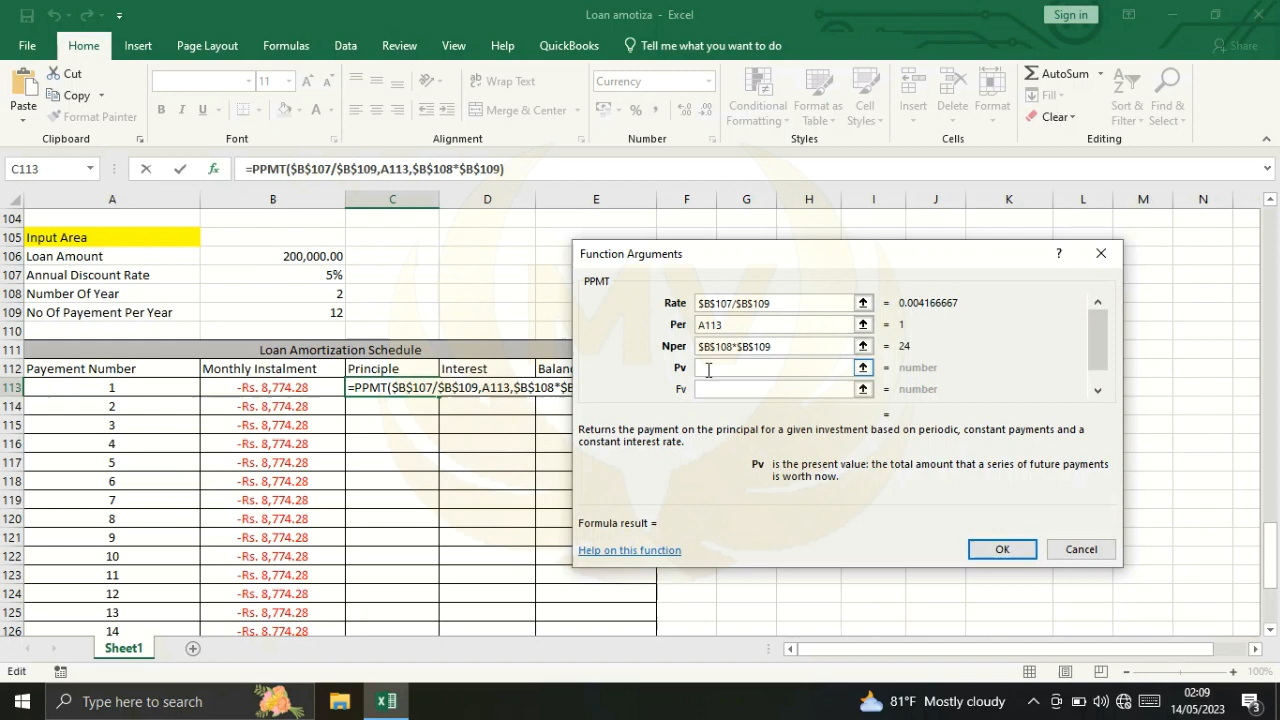 Loan amotiza - Excel
Sign in
File Home Insert Page Layout Formulas Data Review View Help QuickBooks Tell me what you want to do Share
Paste Cut Copy Format Painter Clipboard
11 B I U Font
Wrap Text Merge & Center Alignment
Currency % , Number
Conditional Formatting Format as Table Cell Styles Styles
Insert Delete Format Cells
AutoSum Fill Clear Sort & Filter Find & Select Editing
C113 fx =PPMT($B$107/$B$109,A113,$B$108*$B$109)
A B C D E F G H I J K L M N
104
105 Input Area
106 Loan Amount 200,000.00
107 Annual Discount Rate 5%
108 Number Of Year 2
109 No Of Payement Per Year 12
110
111 Loan Amortization Schedule
112 Payement Number Monthly Instalment Principle Interest Balanc
113 1 -Rs. 8,774.28 =PPMT($B$107/$B$109,A113,$B$108*$B
114 2 -Rs. 8,774.28
115 3 -Rs. 8,774.28
116 4 -Rs. 8,774.28
117 5 -Rs. 8,774.28
118 6 -Rs. 8,774.28
119 7 -Rs. 8,774.28
120 8 -Rs. 8,774.28
121 9 -Rs. 8,774.28
122 10 -Rs. 8,774.28
123 11 -Rs. 8,774.28
124 12 -Rs. 8,774.28
125 13 -Rs. 8,774.28
126 14 -Rs. 8,774.28
Function Arguments ?
PPMT
Rate $B$107/$B$109 = 0.004166667
Per A113 = 1
Nper $B$108*$B$109 = 24
Pv = number
Fv = number
=
Returns the payment on the principal for a given investment based on periodic, constant payments and a
constant interest rate.
Pv is the present value: the total amount that a series of future payments
is worth now.
Formula result =
Help on this function OK Cancel
MV
Sheet1
Edit 100%
Type here to search 81°F Mostly cloudy 02:09
14/05/2023 3